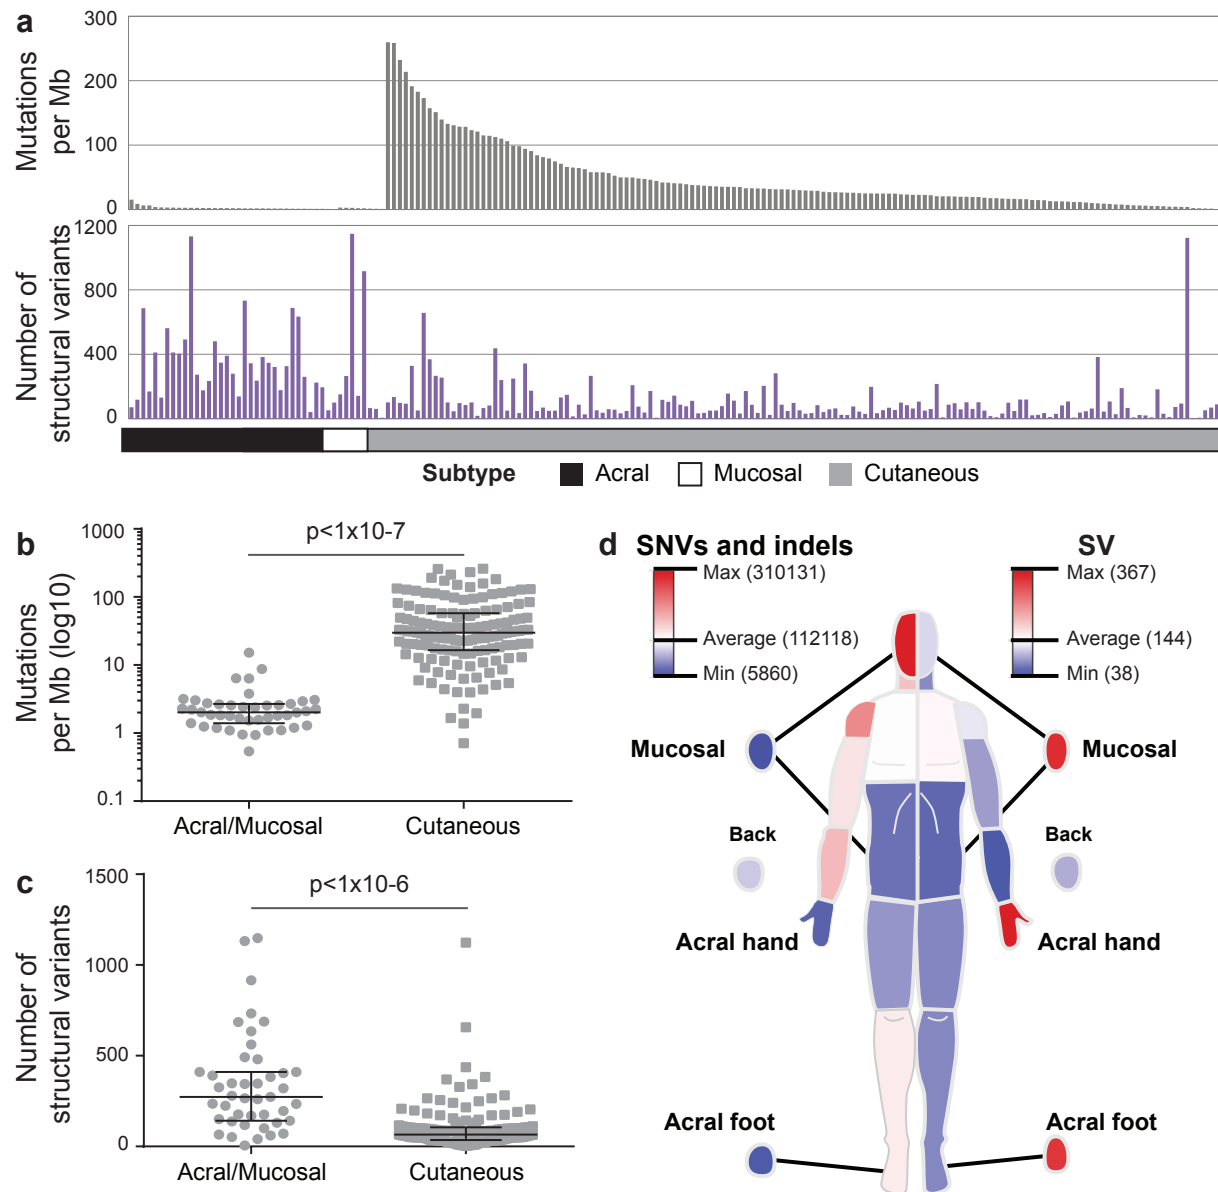 a
Mutations
per Mb
300
200
100
0
Number of
structural variants
1200
800
400
0
Subtype Acral Mucosal Cutaneous
b
Mutations
per Mb (log10)
1000
100
10
1
0.1
p<1x10-7
Acral/Mucosal Cutaneous
c
Number of
structural variants
1500
1000
500
0
p<1x10-6
Acral/Mucosal Cutaneous
d SNVs and indels SV
Max (310131) Max (367)
Average (112118) Average (144)
Min (5860) Min (38)
Mucosal Mucosal
Back Back
Acral hand Acral hand
Acral foot Acral foot